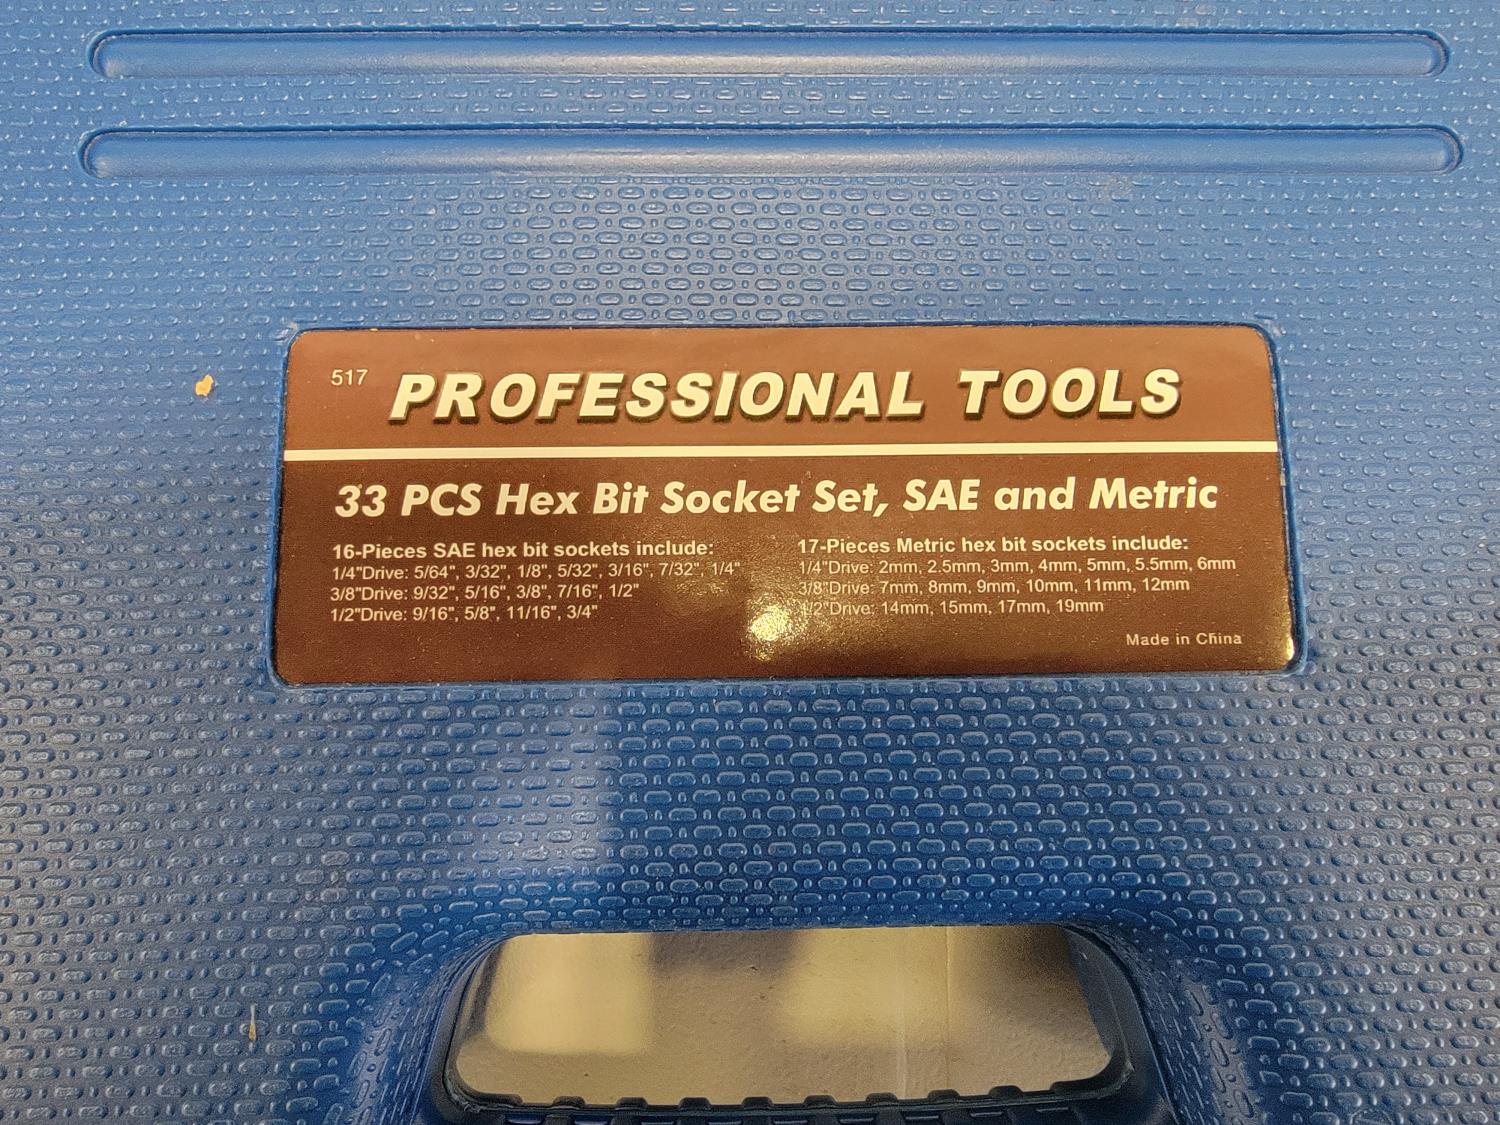 517 PROFESSIONAL TOOLS
33 PCS Hex Bit Socket Set, SAE and Metric
16-Pieces SAE hex bit sockets include:
1/4"Drive: 5/64", 3/32", 1/8", 5/32", 3/16", 7/32", 1/4"
3/8"Drive: 9/32", 5/16", 3/8", 7/16", 1/2"
1/2"Drive: 9/16", 5/8", 11/16", 3/4"
17-Pieces Metric hex bit sockets include:
1/4"Drive: 2mm, 2.5mm, 3mm, 4mm, 5mm, 5.5mm, 6mm
3/8"Drive: 7mm, 8mm, 9mm, 10mm, 11mm, 12mm
1/2"Drive: 14mm, 15mm, 17mm, 19mm
Made in China